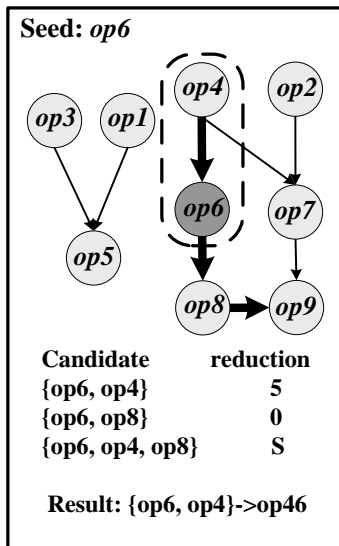 Seed: op6
op4 op2
op3 op1
op6 op7
op5
op8 op9
Candidate reduction
{op6, op4} 5
{op6, op8} 0
{op6, op4, op8} S
Result: {op6, op4}->op46